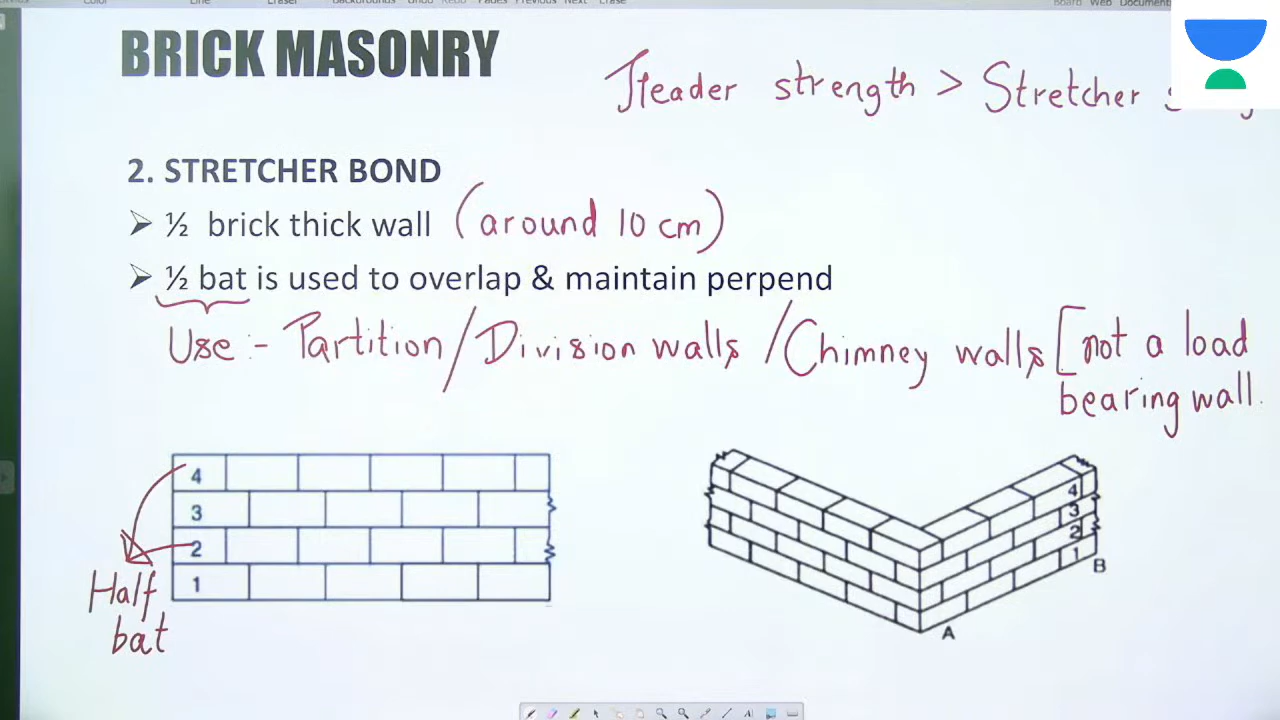 BRICK MASONRY
Header strength > Stretcher
2. STRETCHER BOND
➢ ½ brick thick wall (around 10 cm)
➢ ½ bat is used to overlap & maintain perpend
Use :- Partition/Division walls/Chimney walls [not a load
bearing wall.
4
3
2
1
Half
bat
4
3
2
1
B
A